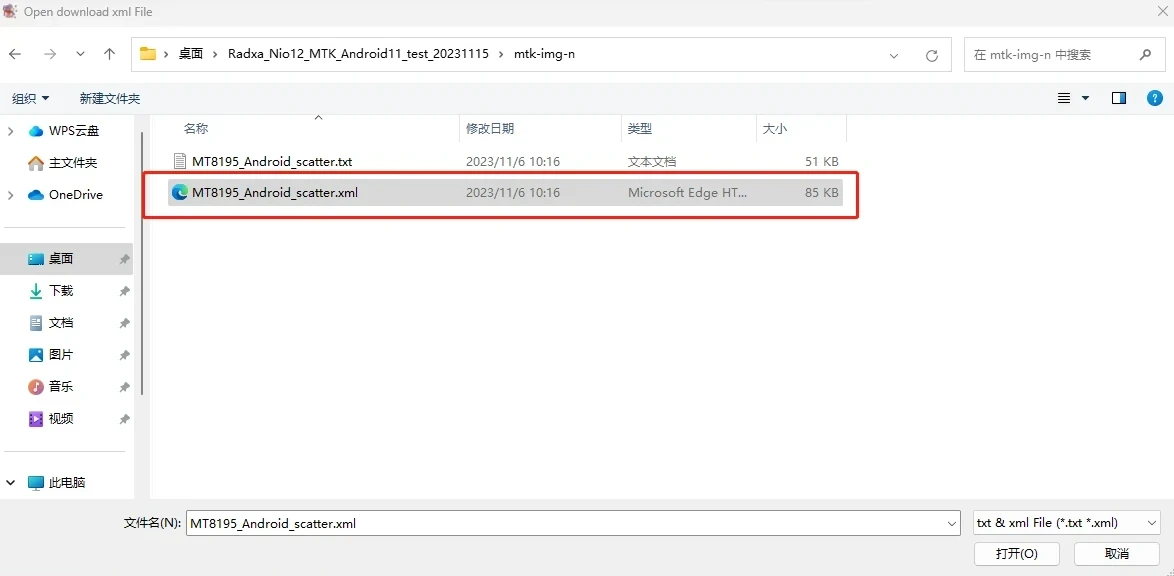 Open download xml File
桌面 › Radxa_Nio12_MTK_Android11_test_20231115 › mtk-img-n
在 mtk-img-n 中搜索
组织 新建文件夹
名称 修改日期 类型 大小
WPS云盘
主文件夹
OneDrive
桌面
下载
文档
图片
音乐
视频
此电脑
MT8195_Android_scatter.txt 2023/11/6 10:16 文本文档 51 KB
MT8195_Android_scatter.xml 2023/11/6 10:16 Microsoft Edge HT... 85 KB
文件名(N): MT8195_Android_scatter.xml
txt & xml File (*.txt *.xml)
打开(O) 取消